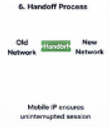 6. Handoff Process
Old New
Handoff
Network Network
Mobile IP ensures
uninterrupted session